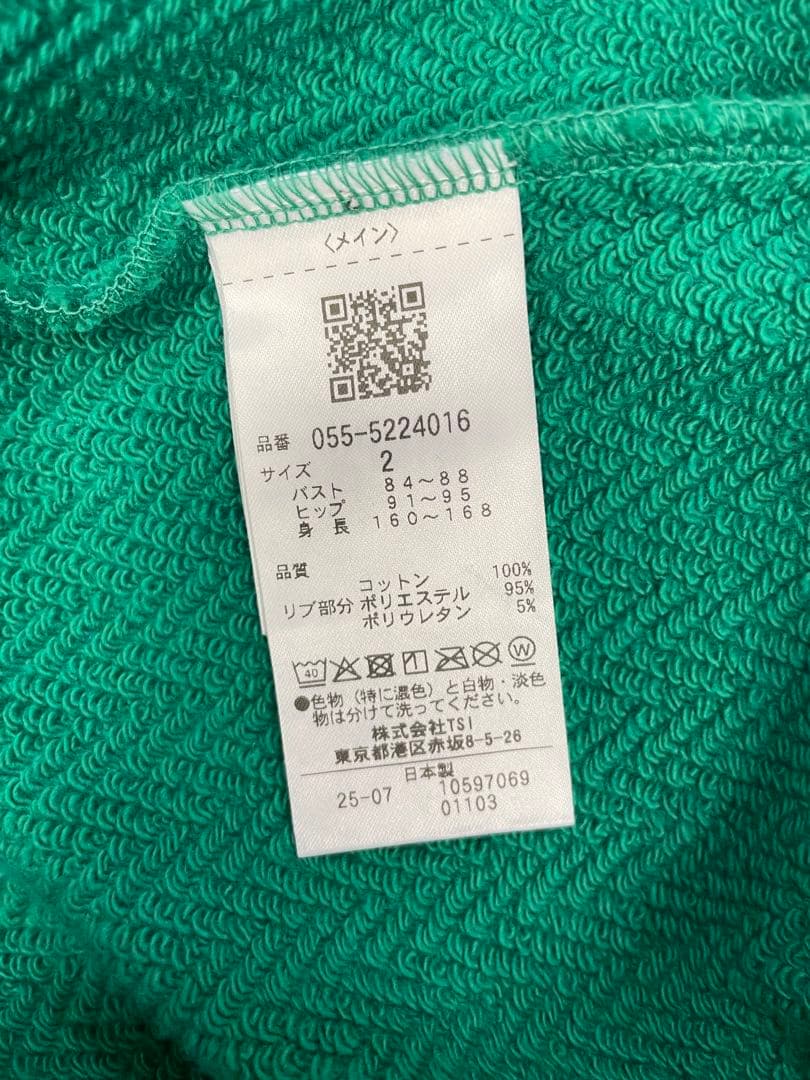 〈メイン〉
品番 055-5224016
サイズ 2
バスト 84～88
ヒップ 91～95
身長 160～168
品質
コットン 100%
リブ部分 ポリエステル 95%
ポリウレタン 5%
40 W
●色物（特に濃色）と白物・淡色
物は分けて洗ってください。
株式会社TSI
東京都港区赤坂8-5-26
日本製
25-07 10597069
01103